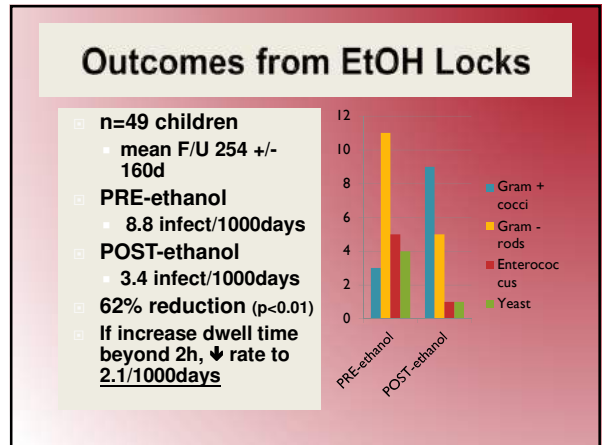 Outcomes from EtOH Locks
n=49 children
mean F/U 254 +/-
160d
PRE-ethanol
8.8 infect/1000days
POST-ethanol
3.4 infect/1000days
62% reduction (p<0.01)
If increase dwell time
beyond 2h, 🡻 rate to
2.1/1000days
12
10
8
6
4
2
0
PRE-ethanol
POST-ethanol
Gram +
cocci
Gram -
rods
Enterococ
cus
Yeast